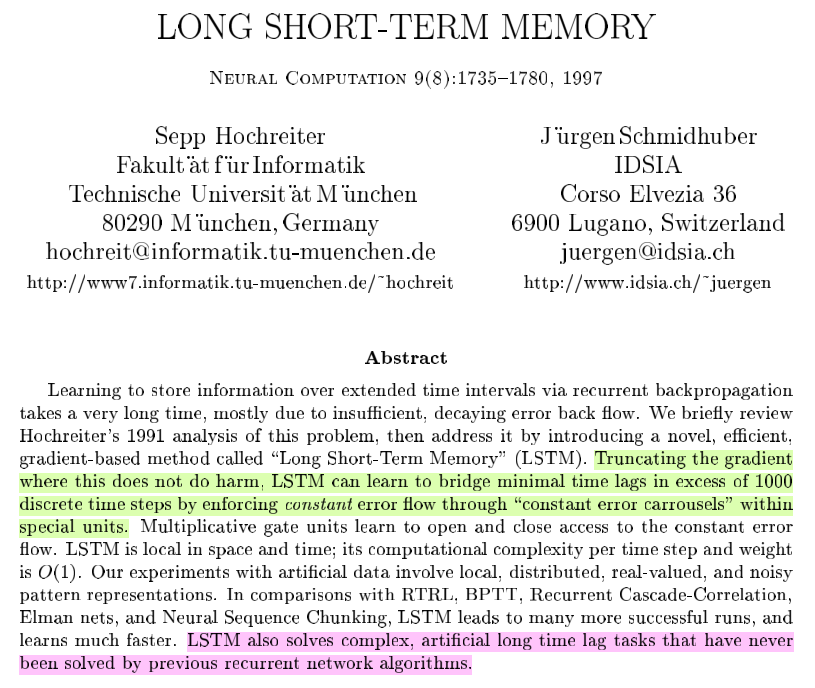 LONG SHORT-TERM MEMORY
NEURAL COMPUTATION 9(8):1735–1780, 1997
Sepp Hochreiter
Fakultät für Informatik
Technische Universität München
80290 München, Germany
hochreit@informatik.tu-muenchen.de
http://www7.informatik.tu-muenchen.de/~hochreit
Jürgen Schmidhuber
IDSIA
Corso Elvezia 36
6900 Lugano, Switzerland
juergen@idsia.ch
http://www.idsia.ch/~juergen
Abstract
Learning to store information over extended time intervals via recurrent backpropagation
takes a very long time, mostly due to insufficient, decaying error back flow. We briefly review
Hochreiter's 1991 analysis of this problem, then address it by introducing a novel, efficient,
gradient-based method called “Long Short-Term Memory” (LSTM). Truncating the gradient
where this does not do harm, LSTM can learn to bridge minimal time lags in excess of 1000
discrete time steps by enforcing constant error flow through “constant error carrousels” within
special units. Multiplicative gate units learn to open and close access to the constant error
flow. LSTM is local in space and time; its computational complexity per time step and weight
is O(1). Our experiments with artificial data involve local, distributed, real-valued, and noisy
pattern representations. In comparisons with RTRL, BPTT, Recurrent Cascade-Correlation,
Elman nets, and Neural Sequence Chunking, LSTM leads to many more successful runs, and
learns much faster. LSTM also solves complex, artificial long time lag tasks that have never
been solved by previous recurrent network algorithms.